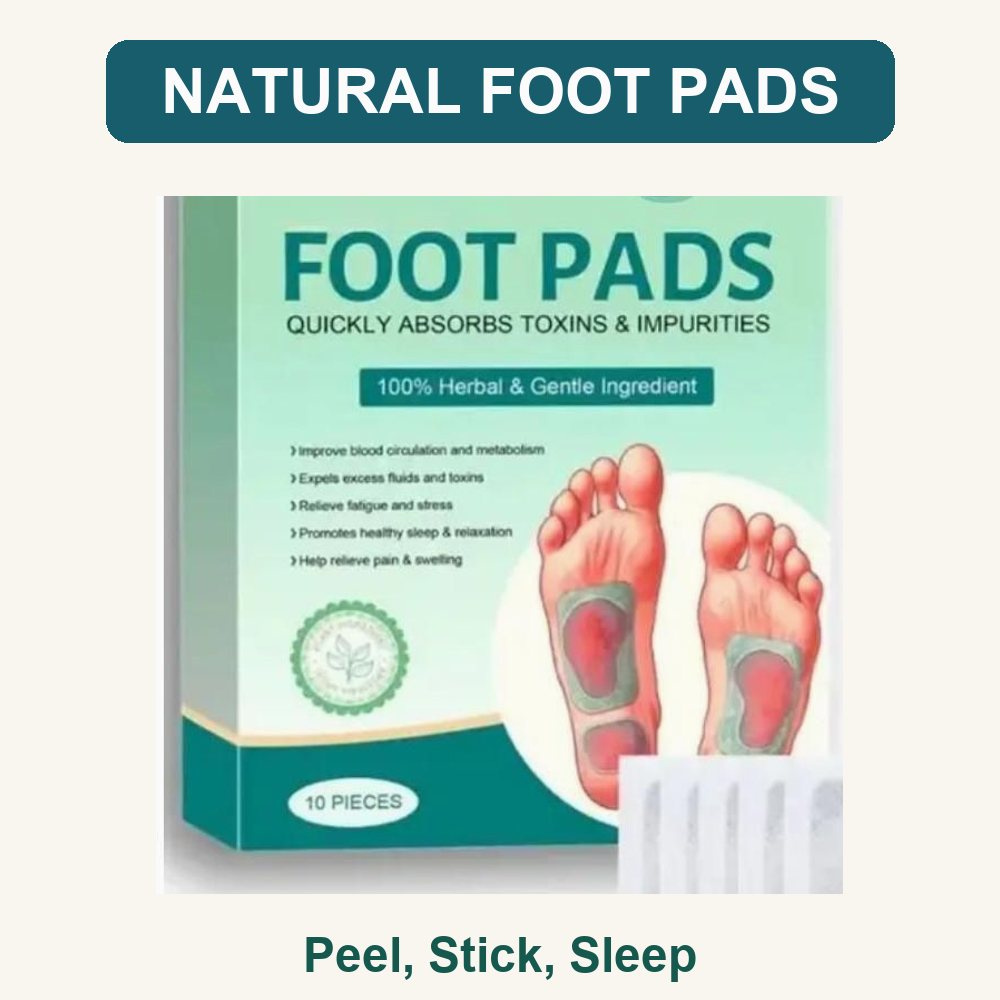 NATURAL FOOT PADS
FOOT PADS
QUICKLY ABSORBS TOXINS & IMPURITIES
100% Herbal & Gentle Ingredient
Improve blood circulation and metabolism
Expels excess fluids and toxins
Relieve fatigue and stress
Promotes healthy sleep & relaxation
Help relieve pain & swelling
10 PIECES
Peel, Stick, Sleep